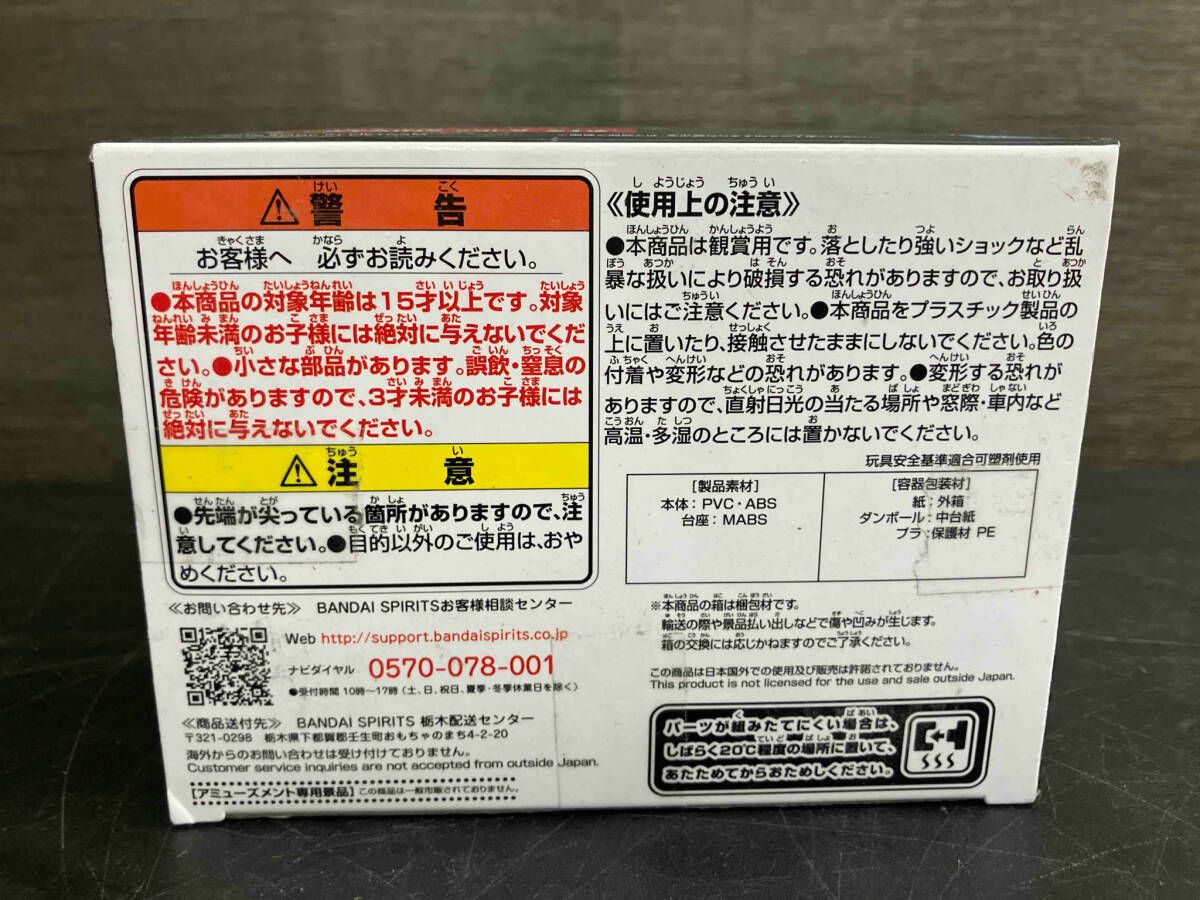 ⚠警告
お客様へ 必ずお読みください。
●本商品の対象年齢は15才以上です。対象
年齢未満のお子様には絶対に与えないでくだ
さい。●小さな部品があります。誤飲・窒息の
危険がありますので、3才未満のお子様には
絶対に与えないでください。
⚠注意
●先端が尖っている箇所がありますので、注
意してください。●目的以外のご使用は、おや
めください。
≪お問い合わせ先≫ BANDAI SPIRITSお客様相談センター
Web http://support.bandaispirits.co.jp
ナビダイヤル 0570-078-001
●受付時間 10時〜17時(土、日、祝日、夏季・冬季休業日を除く)
≪商品送付先≫ BANDAI SPIRITS 栃木配送センター
〒321-0298 栃木県下都賀郡壬生町おもちゃのまち4-2-20
海外からのお問い合わせは受け付けておりません。
Customer service inquiries are not accepted from outside Japan.
[アミューズメント専用景品] この商品は一般市販されておりません。
≪使用上の注意≫
●本商品は観賞用です。落としたり強いショックなど乱
暴な扱いにより破損する恐れがありますので、お取り扱
いにはご注意ください。●本商品をプラスチック製品の
上に置いたり、接触させたままにしないでください。色の
付着や変形などの恐れがあります。●変形する恐れが
ありますので、直射日光の当たる場所や窓際・車内など
高温・多湿のところには置かないでください。
玩具安全基準適合可塑剤使用
[製品素材]
本体:PVC・ABS
台座:MABS
[容器包装材]
紙:外箱
ダンボール:中台紙
プラ:保護材 PE
※本商品の箱は梱包材です。
輸送の際や景品払い出しなどで傷や凹みが生じます。
箱の交換には応じかねますのでご了承ください。
この商品は日本国外での使用及び販売は許諾されておりません。
This product is not licensed for the use and sale outside Japan.
パーツが組みたてにくい場合は、
しばらく20℃程度の場所に置いて、
あたためてからおためしください。